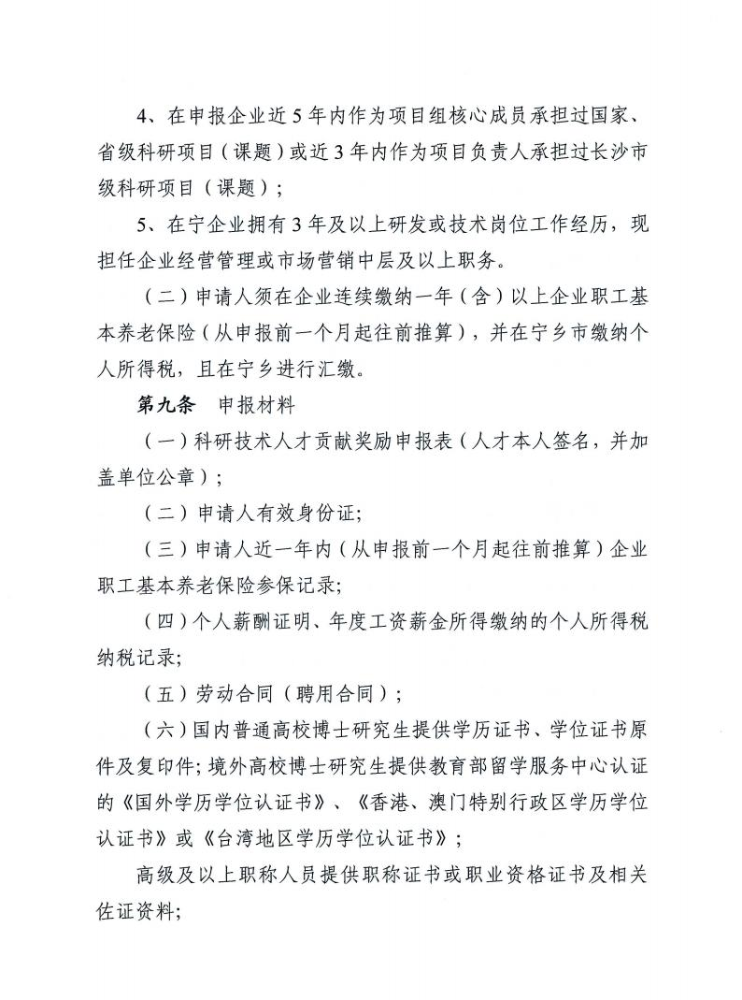 4、在申报企业近 5 年内作为项目组核心成员承担过国家、
省级科研项目（课题）或近 3 年内作为项目负责人承担过长沙市
级科研项目（课题）；
5、在宁企业拥有 3 年及以上研发或技术岗位工作经历，现
担任企业经营管理或市场营销中层及以上职务。
（二）申请人须在企业连续缴纳一年（含）以上企业职工基
本养老保险（从申报前一个月起往前推算），并在宁乡市缴纳个
人所得税，且在宁乡进行汇缴。
第九条　申报材料
（一）科研技术人才贡献奖励申报表（人才本人签名，并加
盖单位公章）；
（二）申请人有效身份证；
（三）申请人近一年内（从申报前一个月起往前推算）企业
职工基本养老保险参保记录；
（四）个人薪酬证明、年度工资薪金所得缴纳的个人所得税
纳税记录；
（五）劳动合同（聘用合同）；
（六）国内普通高校博士研究生提供学历证书、学位证书原
件及复印件；境外高校博士研究生提供教育部留学服务中心认证
的《国外学历学位认证书》、《香港、澳门特别行政区学历学位
认证书》或《台湾地区学历学位认证书》；
高级及以上职称人员提供职称证书或职业资格证书及相关
佐证资料；